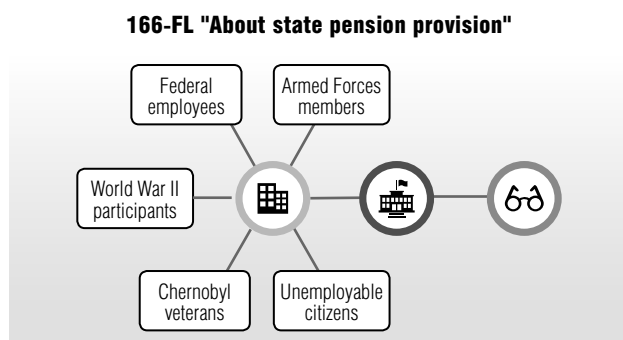 166-FL "About state pension provision"
Federal
employees
Armed Forces
members
World War II
participants
Chernobyl
veterans
Unemployable
citizens